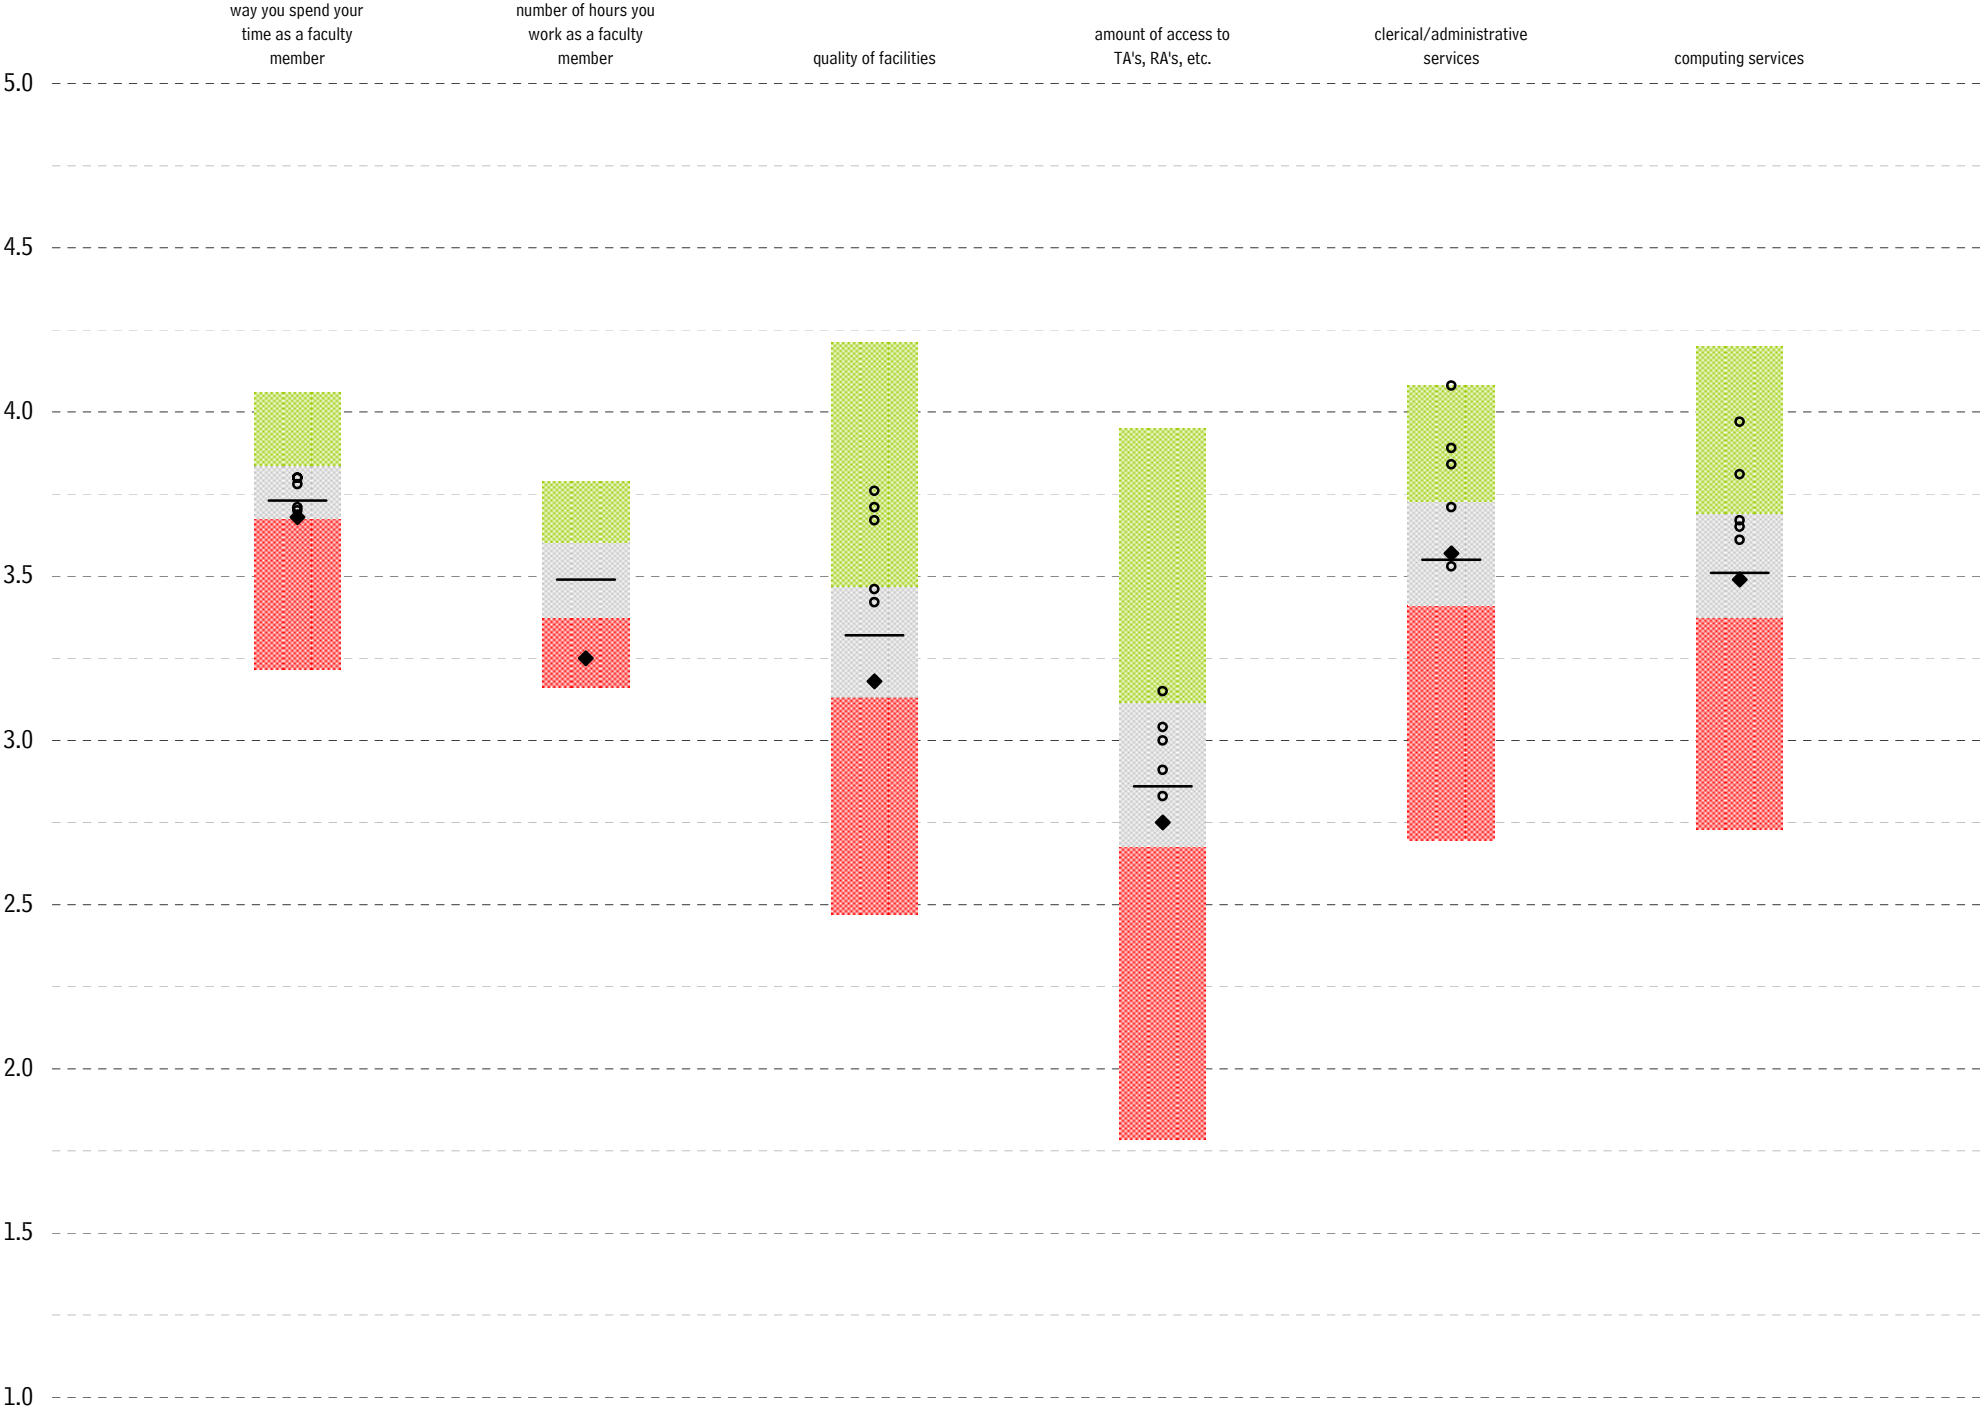 way you spend your
time as a faculty
member
number of hours you
work as a faculty
member
quality of facilities
amount of access to
TA's, RA's, etc.
clerical/administrative
services
computing services
5.0
4.5
4.0
3.5
3.0
2.5
2.0
1.5
1.0